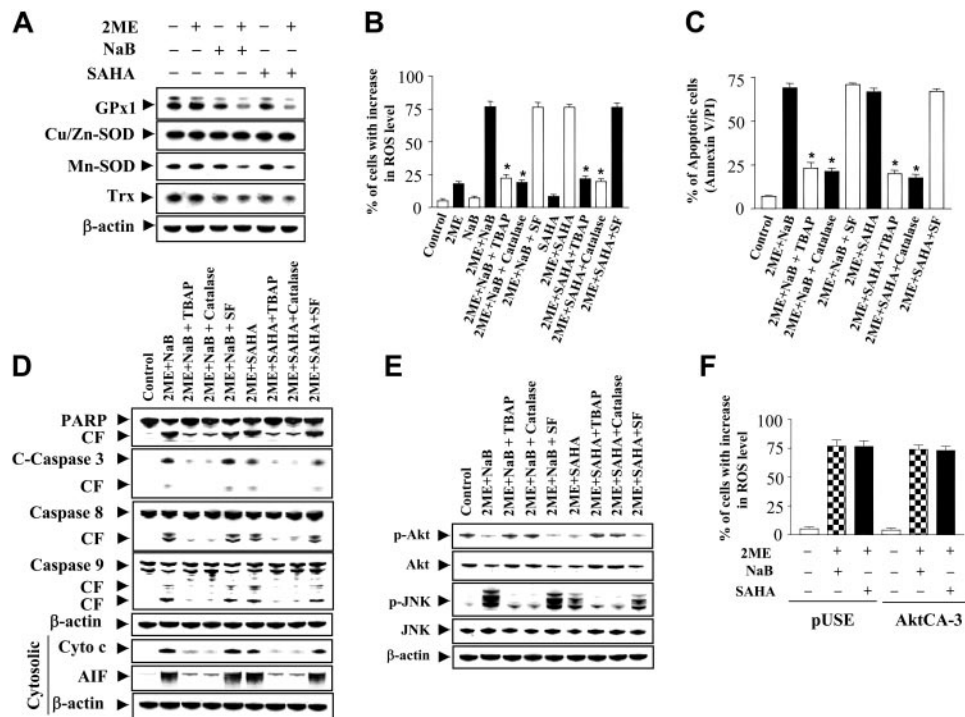 A
2ME − + − + − +
NaB − − + + − −
SAHA − − − − + +
GPx1
Cu/Zn-SOD
Mn-SOD
Trx
β-actin
B
% of cells with increase
in ROS level
100
75
50
25
0
* * * *
Control
2ME
NaB
2ME+NaB
2ME+NaB + TBAP
2ME+NaB + Catalase
2ME+NaB + SF
SAHA
2ME+SAHA
2ME+SAHA+TBAP
2ME+SAHA+Catalase
2ME+SAHA+SF
C
% of Apoptotic cells
(Annexin V/PI)
75
50
25
0
* * * *
Control
2ME+NaB
2ME+NaB + TBAP
2ME+NaB + Catalase
2ME+NaB + SF
2ME+SAHA
2ME+SAHA+TBAP
2ME+SAHA+Catalase
2ME+SAHA+SF
D
Control
2ME+NaB
2ME+NaB + TBAP
2ME+NaB + Catalase
2ME+NaB + SF
2ME+SAHA
2ME+SAHA+TBAP
2ME+SAHA+Catalase
2ME+SAHA+SF
PARP
CF
C-Caspase 3
CF
Caspase 8
CF
Caspase 9
CF
CF
β-actin
Cytosolic
Cyto c
AIF
β-actin
E
Control
2ME+NaB
2ME+NaB + TBAP
2ME+NaB + Catalase
2ME+NaB + SF
2ME+SAHA
2ME+SAHA+TBAP
2ME+SAHA+Catalase
2ME+SAHA+SF
p-Akt
Akt
p-JNK
JNK
β-actin
F
% of cells with increase
in ROS level
100
75
50
25
0
2ME − + + − + +
NaB − + − − + −
SAHA − − + − − +
pUSE AktCA-3